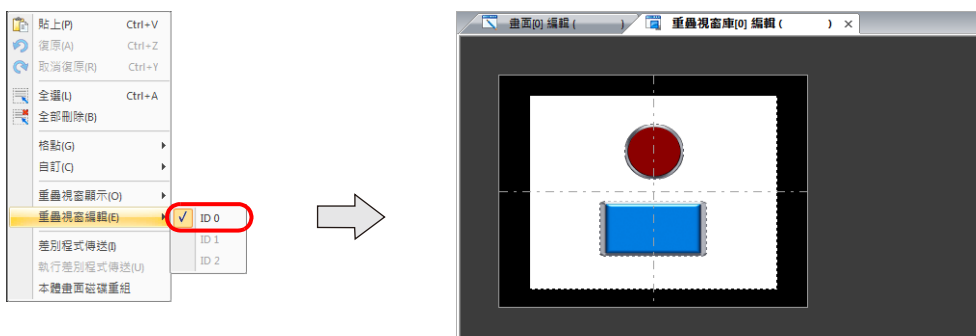 貼上(P) Ctrl+V
復原(A) Ctrl+Z
取消復原(R) Ctrl+Y
全選(L) Ctrl+A
全部刪除(B)
格點(G)
自訂(C)
重疊視窗顯示(O)
重疊視窗編輯(E)
差別程式傳送(I)
執行差別程式傳送(U)
本體畫面磁碟重組
ID 0
ID 1
ID 2
畫面[0] 編輯 ( )
重疊視窗庫[0] 編輯 ( ) ×